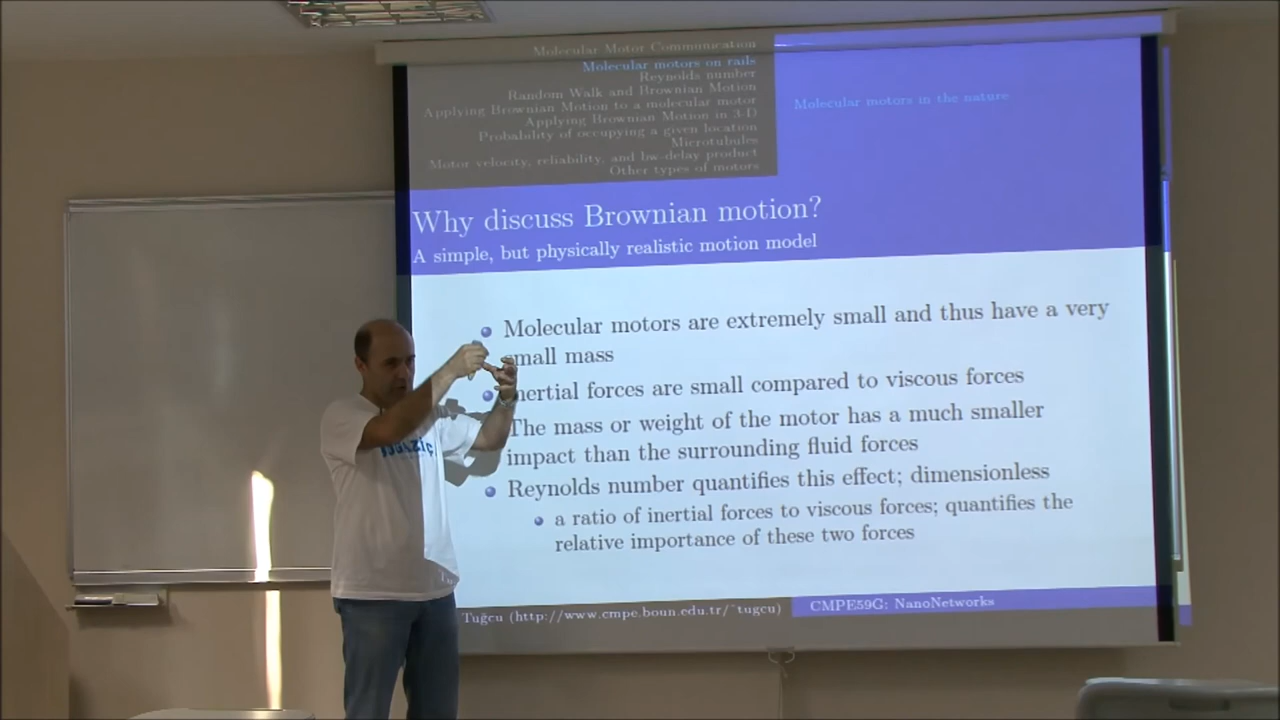 Molecular Motor Communication
Molecular motors on rails
Reynolds number
Random Walk and Brownian Motion
Applying Brownian Motion to a molecular motor
Applying Brownian Motion in 3-D
Probability of occupying a given location
Microtubules
Motor velocity, reliability, and bw-delay product
Other types of motors
Molecular motors in the nature
Why discuss Brownian motion?
A simple, but physically realistic motion model
Molecular motors are extremely small and thus have a very
small mass
nertial forces are small compared to viscous forces
The mass or weight of the motor has a much smaller
impact than the surrounding fluid forces
Reynolds number quantifies this effect; dimensionless
a ratio of inertial forces to viscous forces; quantifies the
relative importance of these two forces
Tuğcu (http://www.cmpe.boun.edu.tr/~tugcu)
CMPE59G: NanoNetworks